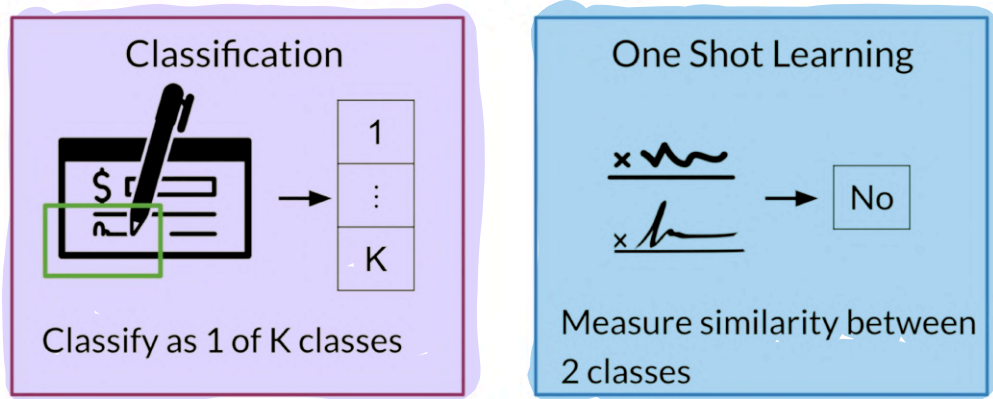 Classification
$
1
⋮
K
Classify as 1 of K classes
One Shot Learning
x
x
No
Measure similarity between
2 classes